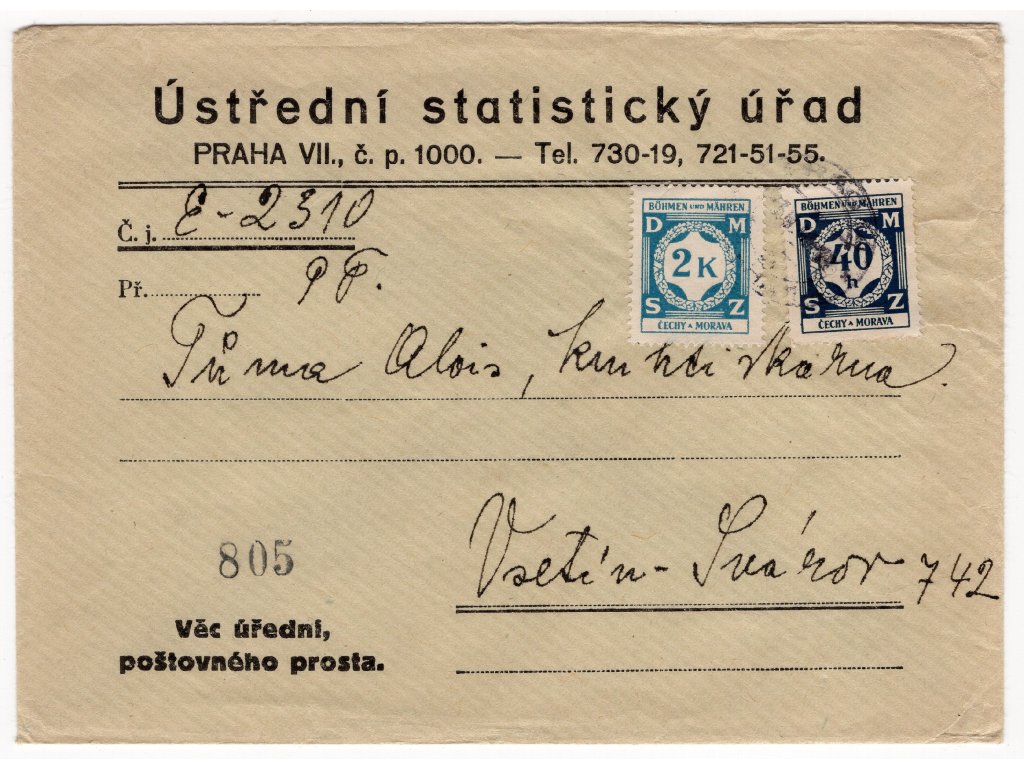 Ústřední statistický úřad
PRAHA VII., č. p. 1000. — Tel. 730-19, 721-51-55.
Č. j. E-2310
Př. P P.
BÖHMEN UND MÄHREN
D M
2 K
S Z
ČECHY MORAVA
BÖHMEN UND MÄHREN
D M
40
h
S Z
ČECHY MORAVA
Tůma Alois,
Vsetín - Svárov 742
805
Věc úřední,
poštovného prosta.